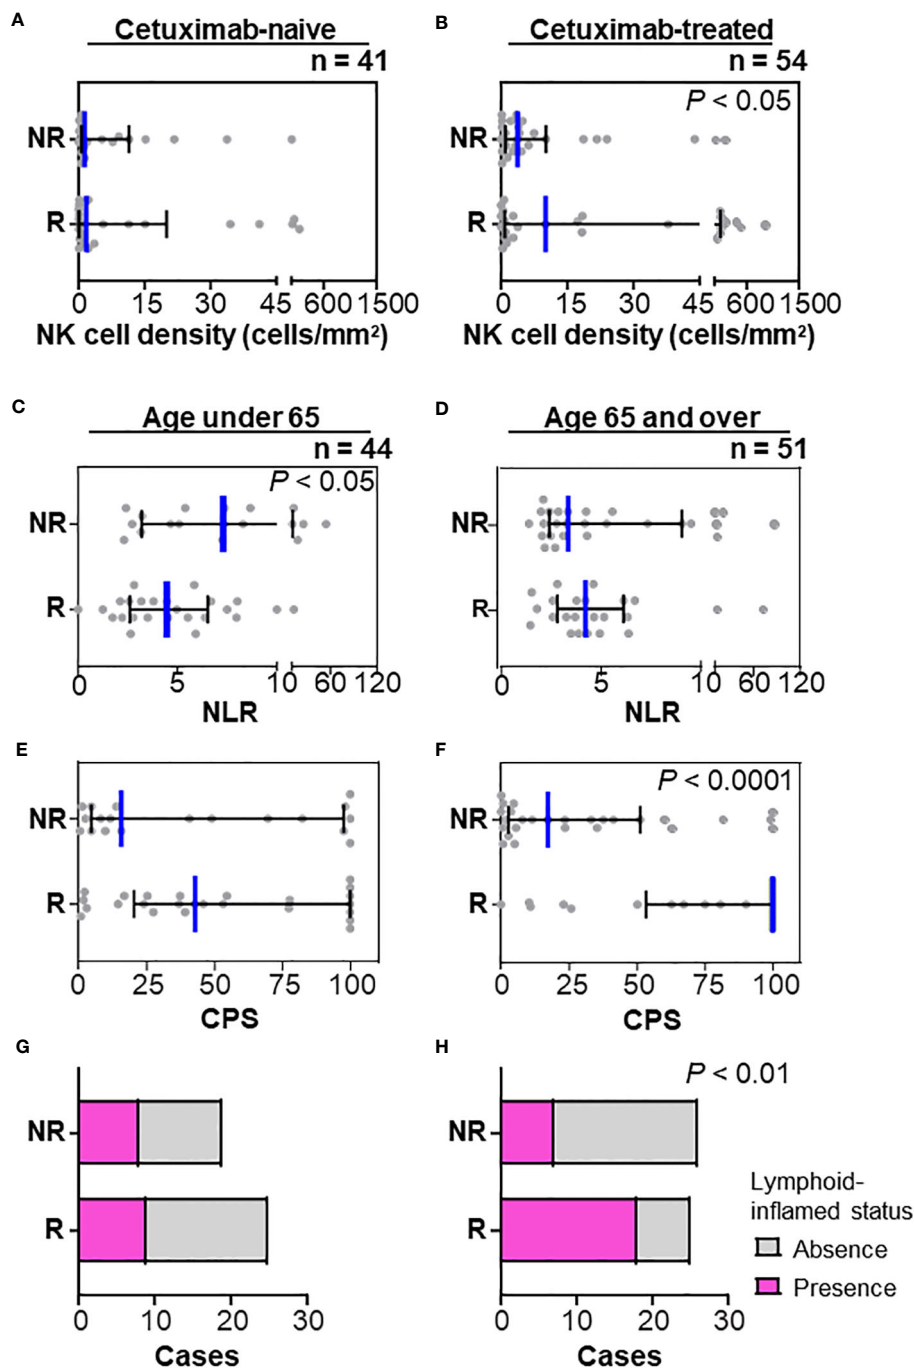 A
Cetuximab-naive
n = 41
NR
R
0 15 30 45 600 1500
NK cell density (cells/mm²)
B
Cetuximab-treated
n = 54
P < 0.05
NR
R
0 15 30 45 600 1500
NK cell density (cells/mm²)
C
Age under 65
n = 44
P < 0.05
NR
R
0 5 10 60 120
NLR
D
Age 65 and over
n = 51
NR
R
0 5 10 60 120
NLR
E
NR
R
0 25 50 75 100
CPS
F
P < 0.0001
NR
R
0 25 50 75 100
CPS
G
NR
R
0 10 20 30
Cases
H
P < 0.01
NR
R
0 10 20 30
Cases
Lymphoid-
inflamed status
Absence
Presence